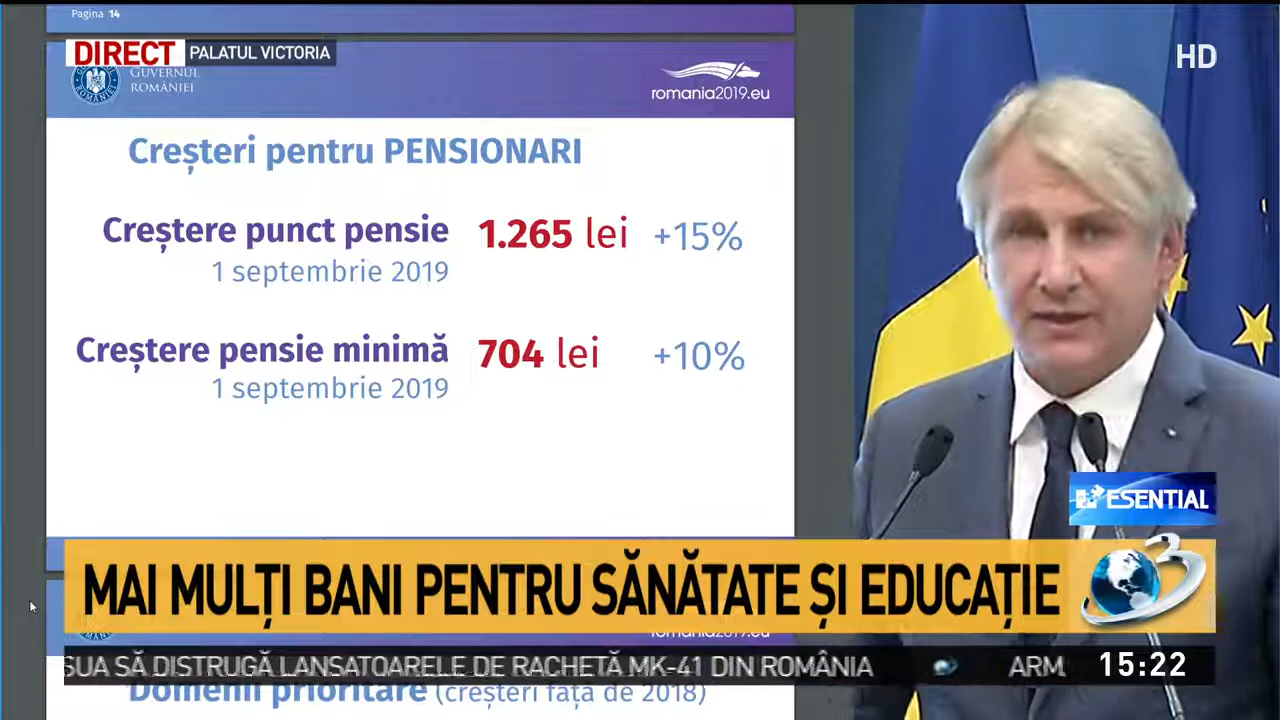 Pagina 14
DIRECT PALATUL VICTORIA
HD
GUVERNUL
ROMÂNIEI
romania2019.eu
Creșteri pentru PENSIONARI
Creștere punct pensie 1.265 lei +15%
1 septembrie 2019
Creștere pensie minimă 704 lei +10%
1 septembrie 2019
ESENTIAL
MAI MULȚI BANI PENTRU SĂNĂTATE ȘI EDUCAȚIE
3
romania2019.eu
SUA SĂ DISTRUGĂ LANSATOARELE DE RACHETĂ MK-41 DIN ROMÂNIA ARM 15:22
Domenii prioritare (creșteri față de 2018)